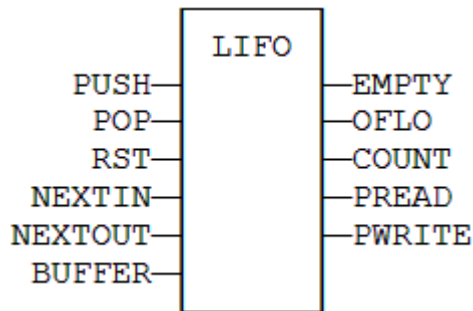 LIFO
PUSH EMPTY
POP OFLO
RST COUNT
NEXTIN PREAD
NEXTOUT PWRITE
BUFFER